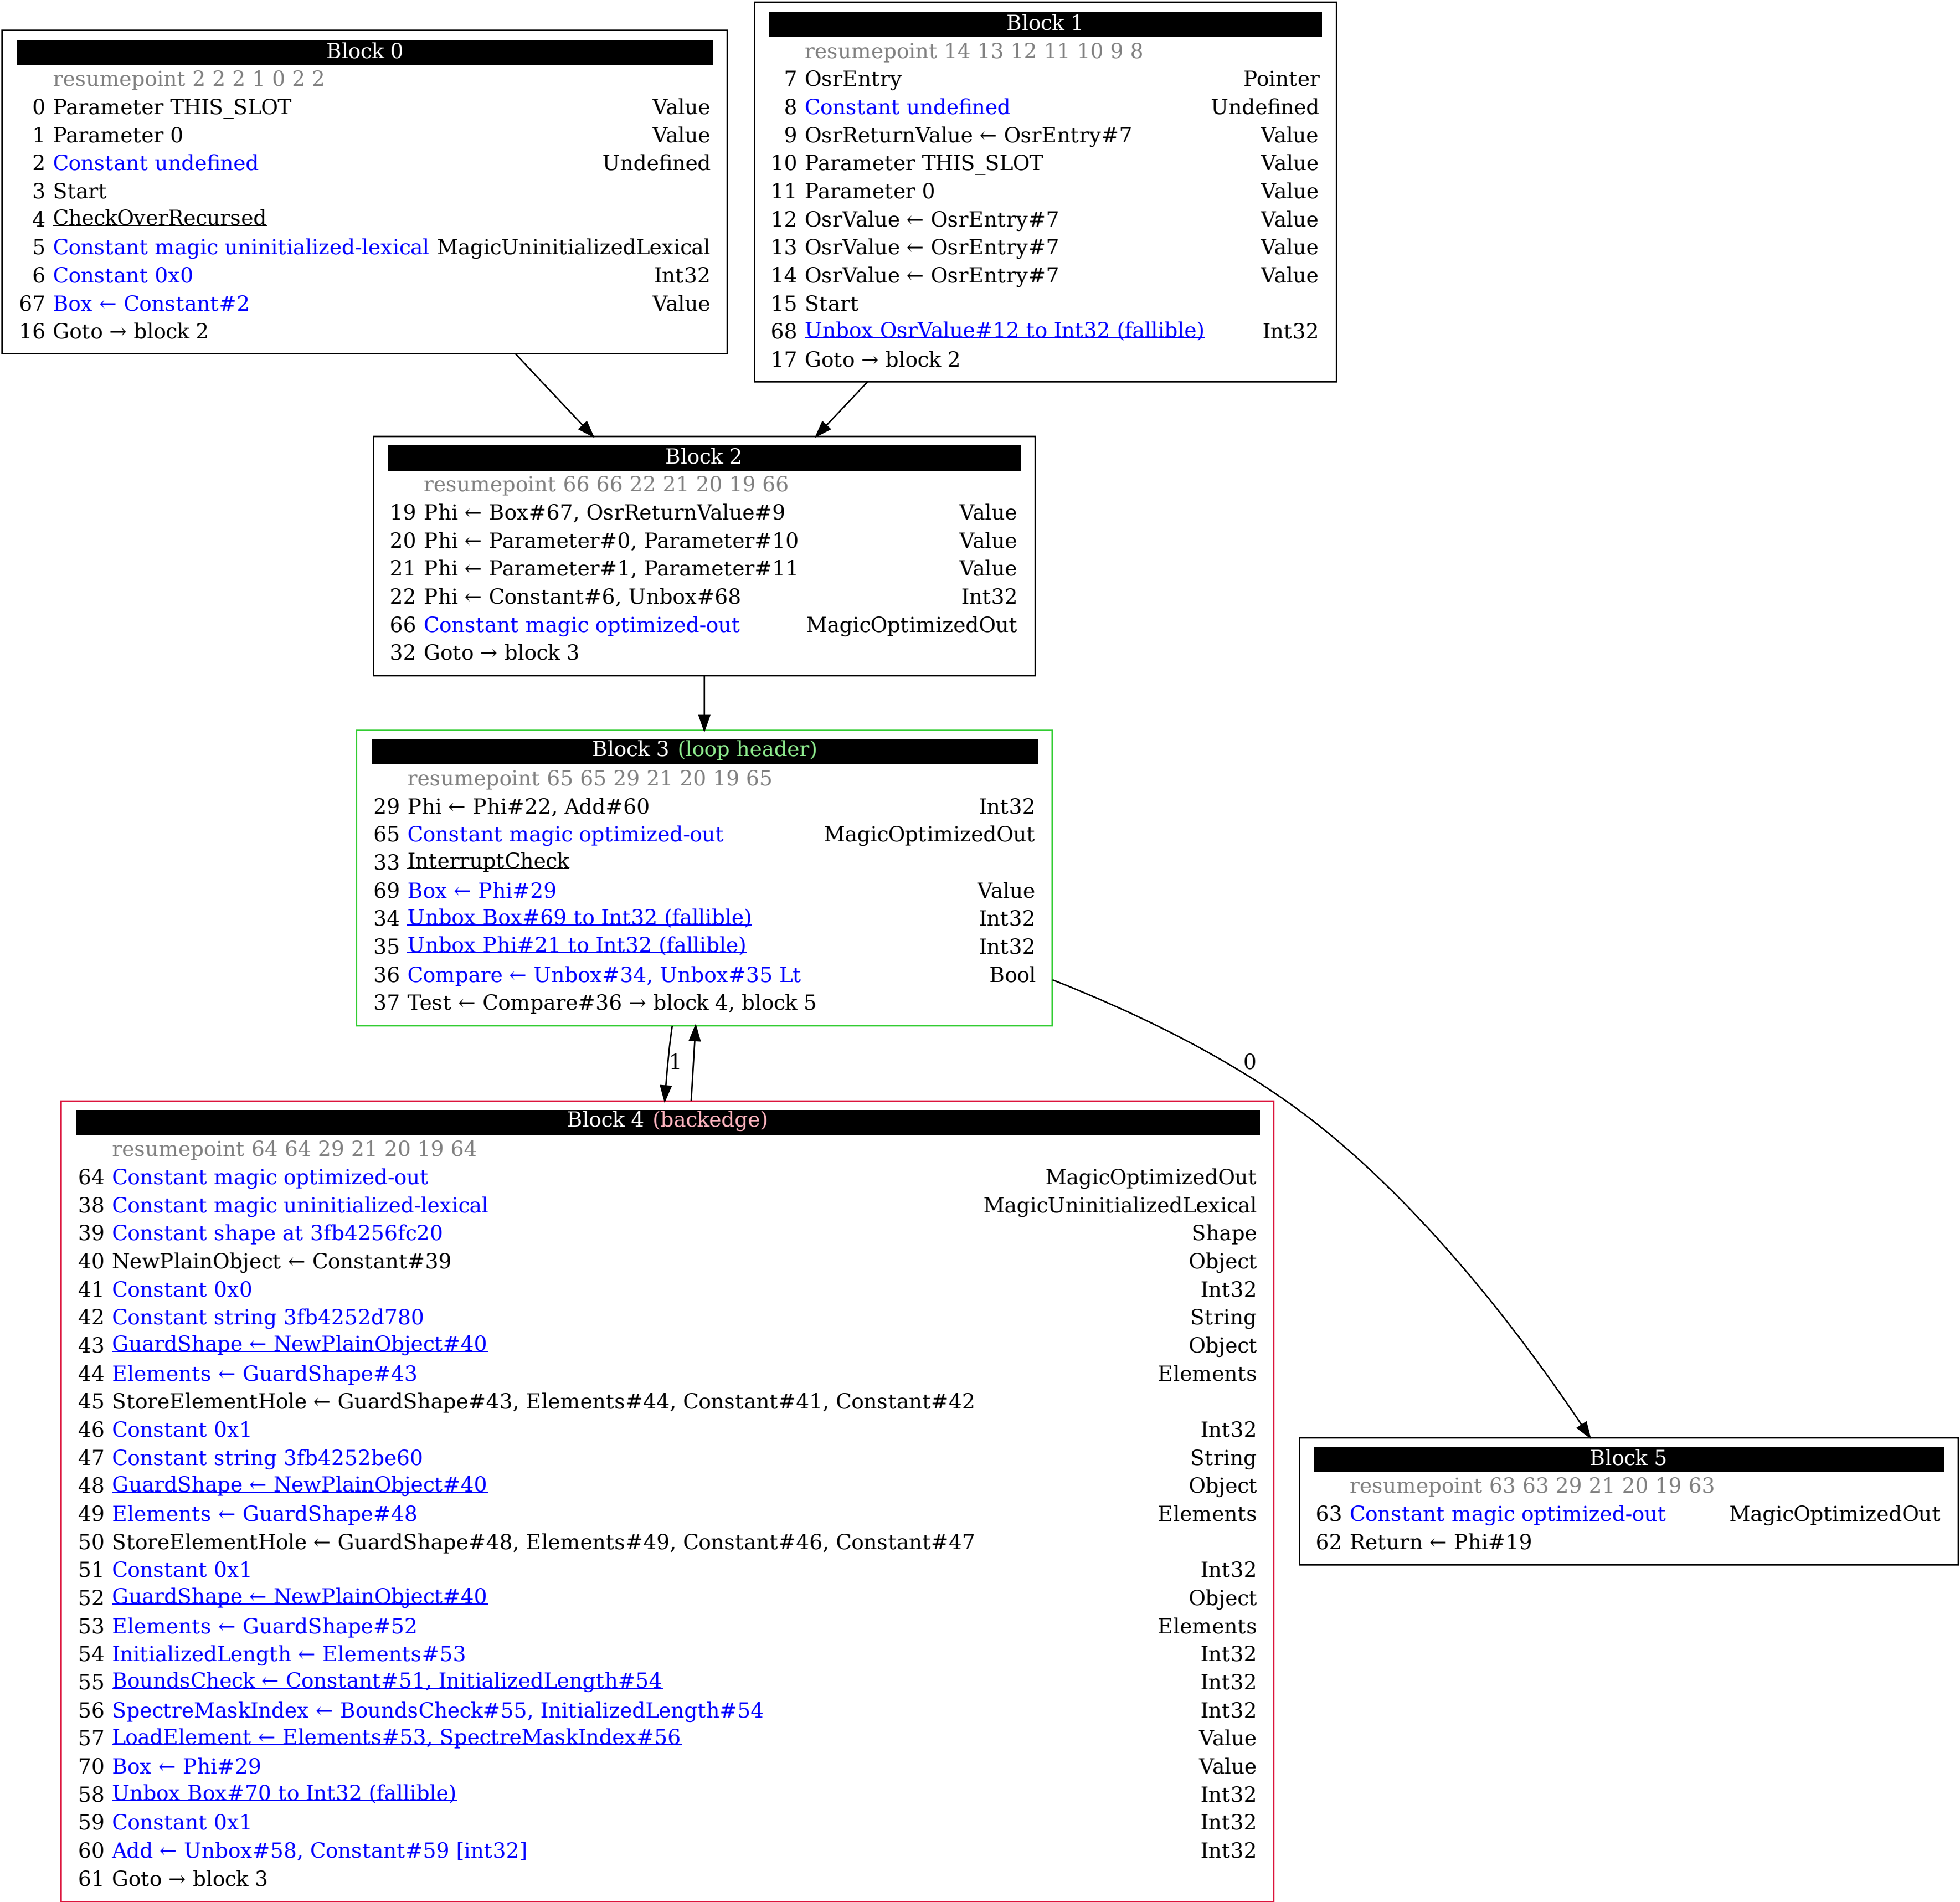 Block 0
resumepoint 2 2 2 1 0 2 2
0 Parameter THIS_SLOT Value
1 Parameter 0 Value
2 Constant undefined Undefined
3 Start
4 CheckOverRecursed
5 Constant magic uninitialized-lexical MagicUninitializedLexical
6 Constant 0x0 Int32
67 Box ← Constant#2 Value
16 Goto → block 2
Block 1
resumepoint 14 13 12 11 10 9 8
7 OsrEntry Pointer
8 Constant undefined Undefined
9 OsrReturnValue ← OsrEntry#7 Value
10 Parameter THIS_SLOT Value
11 Parameter 0 Value
12 OsrValue ← OsrEntry#7 Value
13 OsrValue ← OsrEntry#7 Value
14 OsrValue ← OsrEntry#7 Value
15 Start
68 Unbox OsrValue#12 to Int32 (fallible) Int32
17 Goto → block 2
Block 2
resumepoint 66 66 22 21 20 19 66
19 Phi ← Box#67, OsrReturnValue#9 Value
20 Phi ← Parameter#0, Parameter#10 Value
21 Phi ← Parameter#1, Parameter#11 Value
22 Phi ← Constant#6, Unbox#68 Int32
66 Constant magic optimized-out MagicOptimizedOut
32 Goto → block 3
Block 3 (loop header)
resumepoint 65 65 29 21 20 19 65
29 Phi ← Phi#22, Add#60 Int32
65 Constant magic optimized-out MagicOptimizedOut
33 InterruptCheck
69 Box ← Phi#29 Value
34 Unbox Box#69 to Int32 (fallible) Int32
35 Unbox Phi#21 to Int32 (fallible) Int32
36 Compare ← Unbox#34, Unbox#35 Lt Bool
37 Test ← Compare#36 → block 4, block 5
1
0
Block 4 (backedge)
resumepoint 64 64 29 21 20 19 64
64 Constant magic optimized-out MagicOptimizedOut
38 Constant magic uninitialized-lexical MagicUninitializedLexical
39 Constant shape at 3fb4256fc20 Shape
40 NewPlainObject ← Constant#39 Object
41 Constant 0x0 Int32
42 Constant string 3fb4252d780 String
43 GuardShape ← NewPlainObject#40 Object
44 Elements ← GuardShape#43 Elements
45 StoreElementHole ← GuardShape#43, Elements#44, Constant#41, Constant#42
46 Constant 0x1 Int32
47 Constant string 3fb4252be60 String
48 GuardShape ← NewPlainObject#40 Object
49 Elements ← GuardShape#48 Elements
50 StoreElementHole ← GuardShape#48, Elements#49, Constant#46, Constant#47
51 Constant 0x1 Int32
52 GuardShape ← NewPlainObject#40 Object
53 Elements ← GuardShape#52 Elements
54 InitializedLength ← Elements#53 Int32
55 BoundsCheck ← Constant#51, InitializedLength#54 Int32
56 SpectreMaskIndex ← BoundsCheck#55, InitializedLength#54 Int32
57 LoadElement ← Elements#53, SpectreMaskIndex#56 Value
70 Box ← Phi#29 Value
58 Unbox Box#70 to Int32 (fallible) Int32
59 Constant 0x1 Int32
60 Add ← Unbox#58, Constant#59 [int32] Int32
61 Goto → block 3
Block 5
resumepoint 63 63 29 21 20 19 63
63 Constant magic optimized-out MagicOptimizedOut
62 Return ← Phi#19